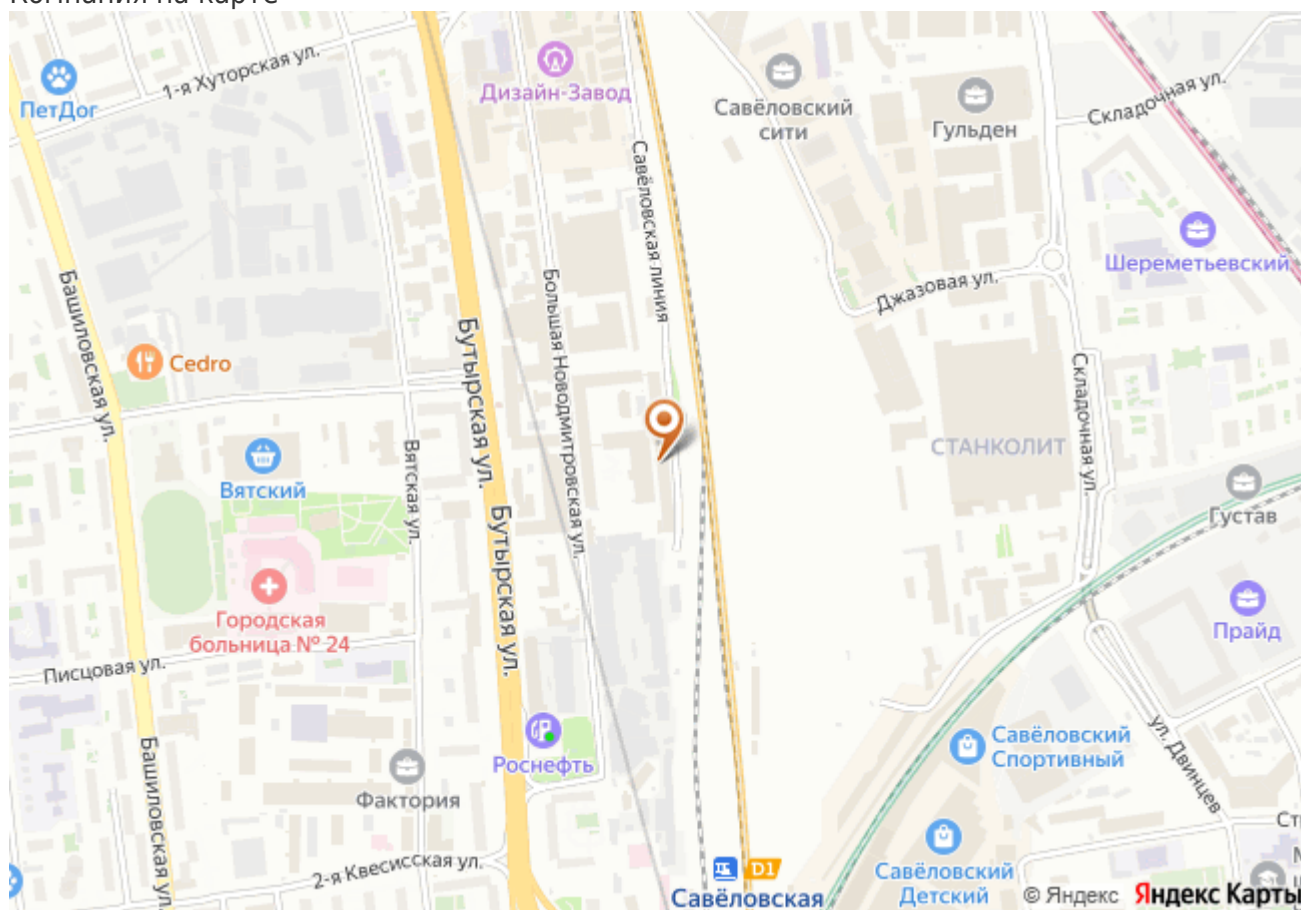 Компания на карте
1-я Хуторская ул.
ПетДог
Дизайн-Завод
Савёловский
сити
Гульден
Складочная ул.
Савёловская линия
Шереметьевский
Башиловская ул.
Большая Новодмитровская ул.
Джазовая ул.
Бутырская ул.
Cedro
Складочная ул.
СТАНКОЛИТ
Вятский
Вятская ул.
Густав
Бутырская ул.
Городская
больница № 24
Прайд
Писцовая ул.
Савёловский
Спортивный
ул. Двинцев
Роснефть
Башиловская ул.
Фактория
2-я Квесисская ул.
D1
Савёловская
Савёловский
Детский
© Яндекс Яндекс Карты